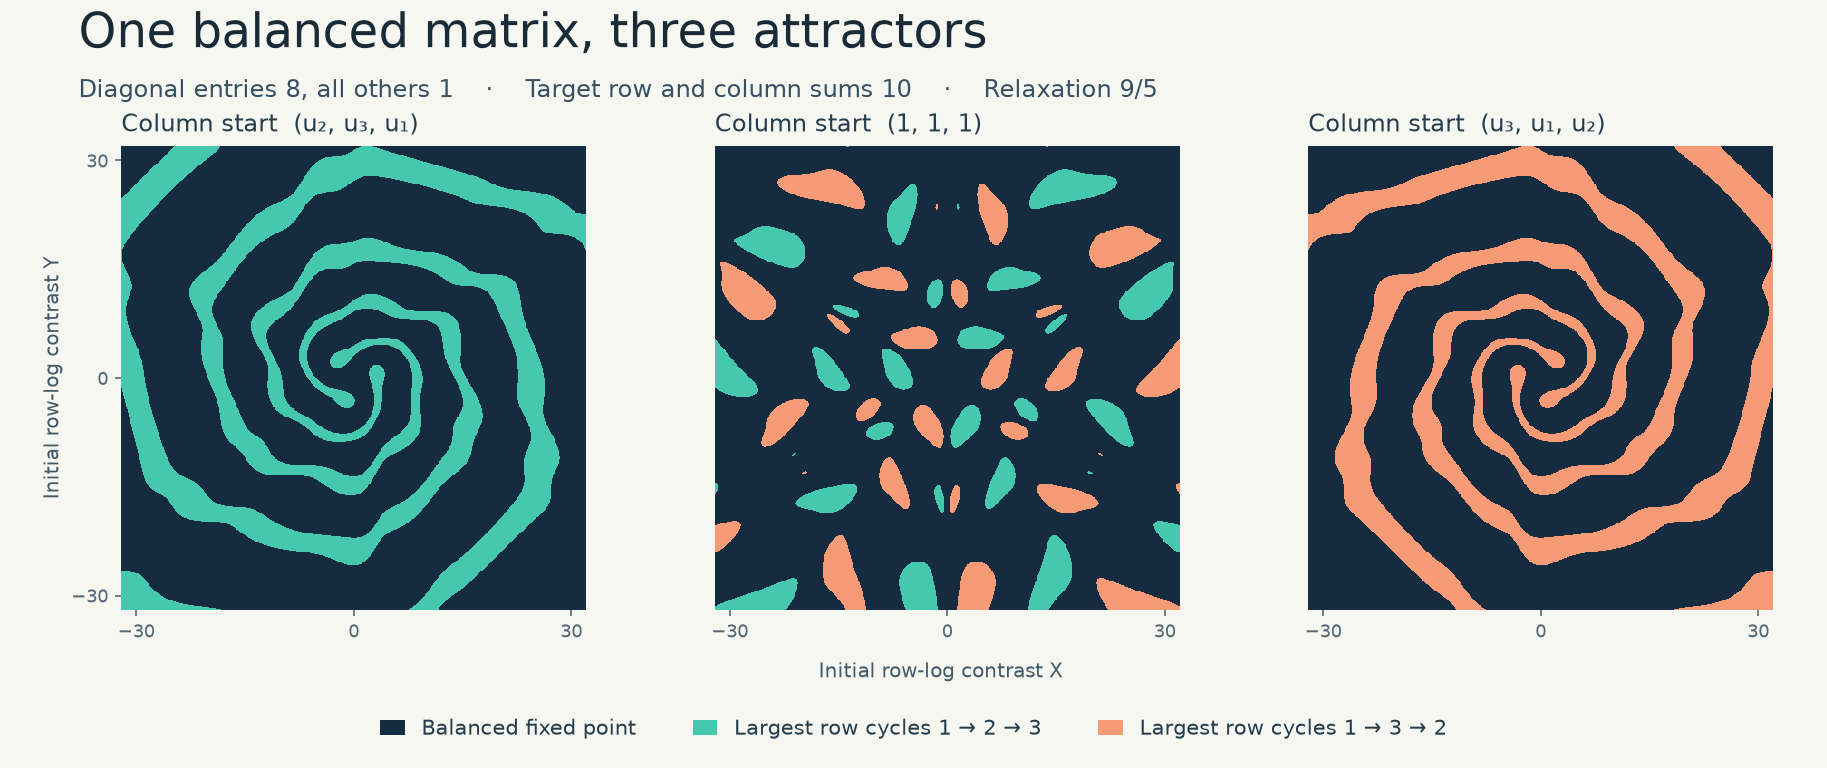 One balanced matrix, three attractors
Diagonal entries 8, all others 1 · Target row and column sums 10 · Relaxation 9/5
Column start (u₂, u₃, u₁)
Column start (1, 1, 1)
Column start (u₃, u₁, u₂)
Initial row-log contrast Y
30
0
−30
−30 0 30
−30 0 30
−30 0 30
Initial row-log contrast X
Balanced fixed point
Largest row cycles 1 → 2 → 3
Largest row cycles 1 → 3 → 2